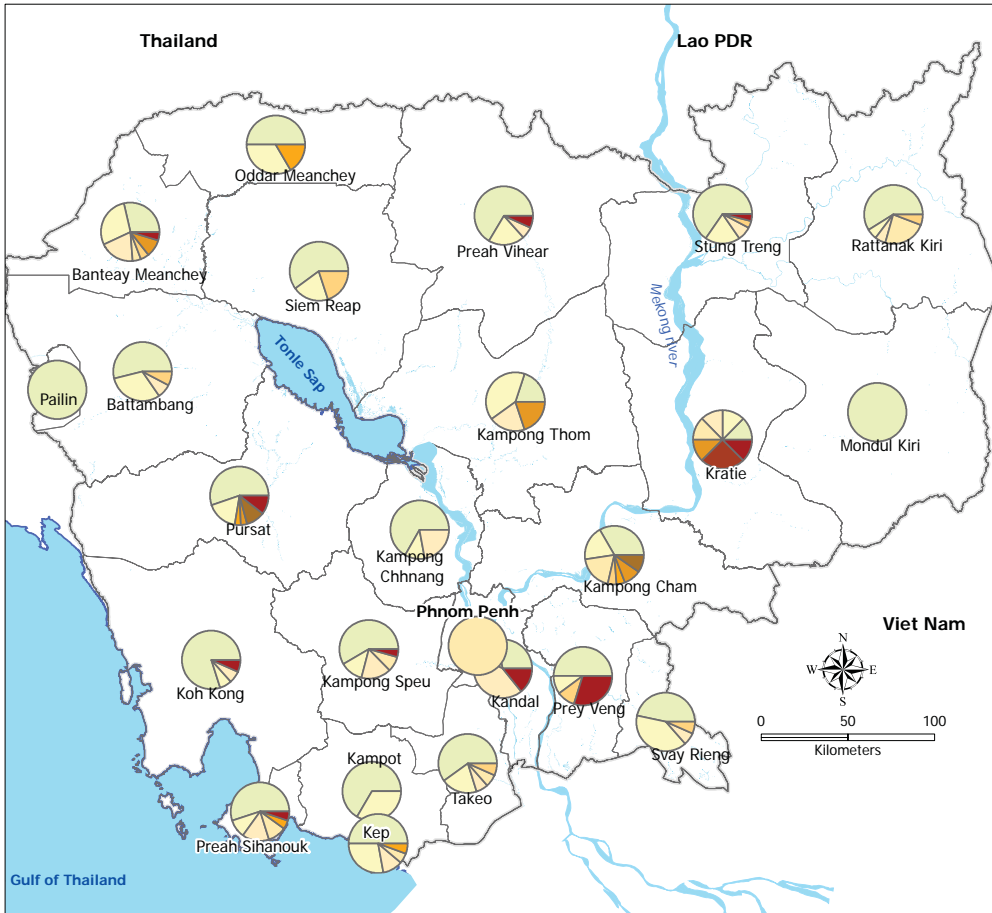 Thailand
Lao PDR
Oddar Meanchey
Banteay Meanchey
Preah Vihear
Stung Treng
Rattanak Kiri
Siem Reap
Mekong river
Tonle Sap
Pailin
Battambang
Kampong Thom
Kratie
Mondul Kiri
Pursat
Kampong
Chhnang
Kampong Cham
Phnom Penh
Viet Nam
N
W E
S
Koh Kong
Kampong Speu
Kandal
Prey Veng
Svay Rieng
0 50 100
Kilometers
Kampot
Takeo
Kep
Preah Sihanouk
Gulf of Thailand